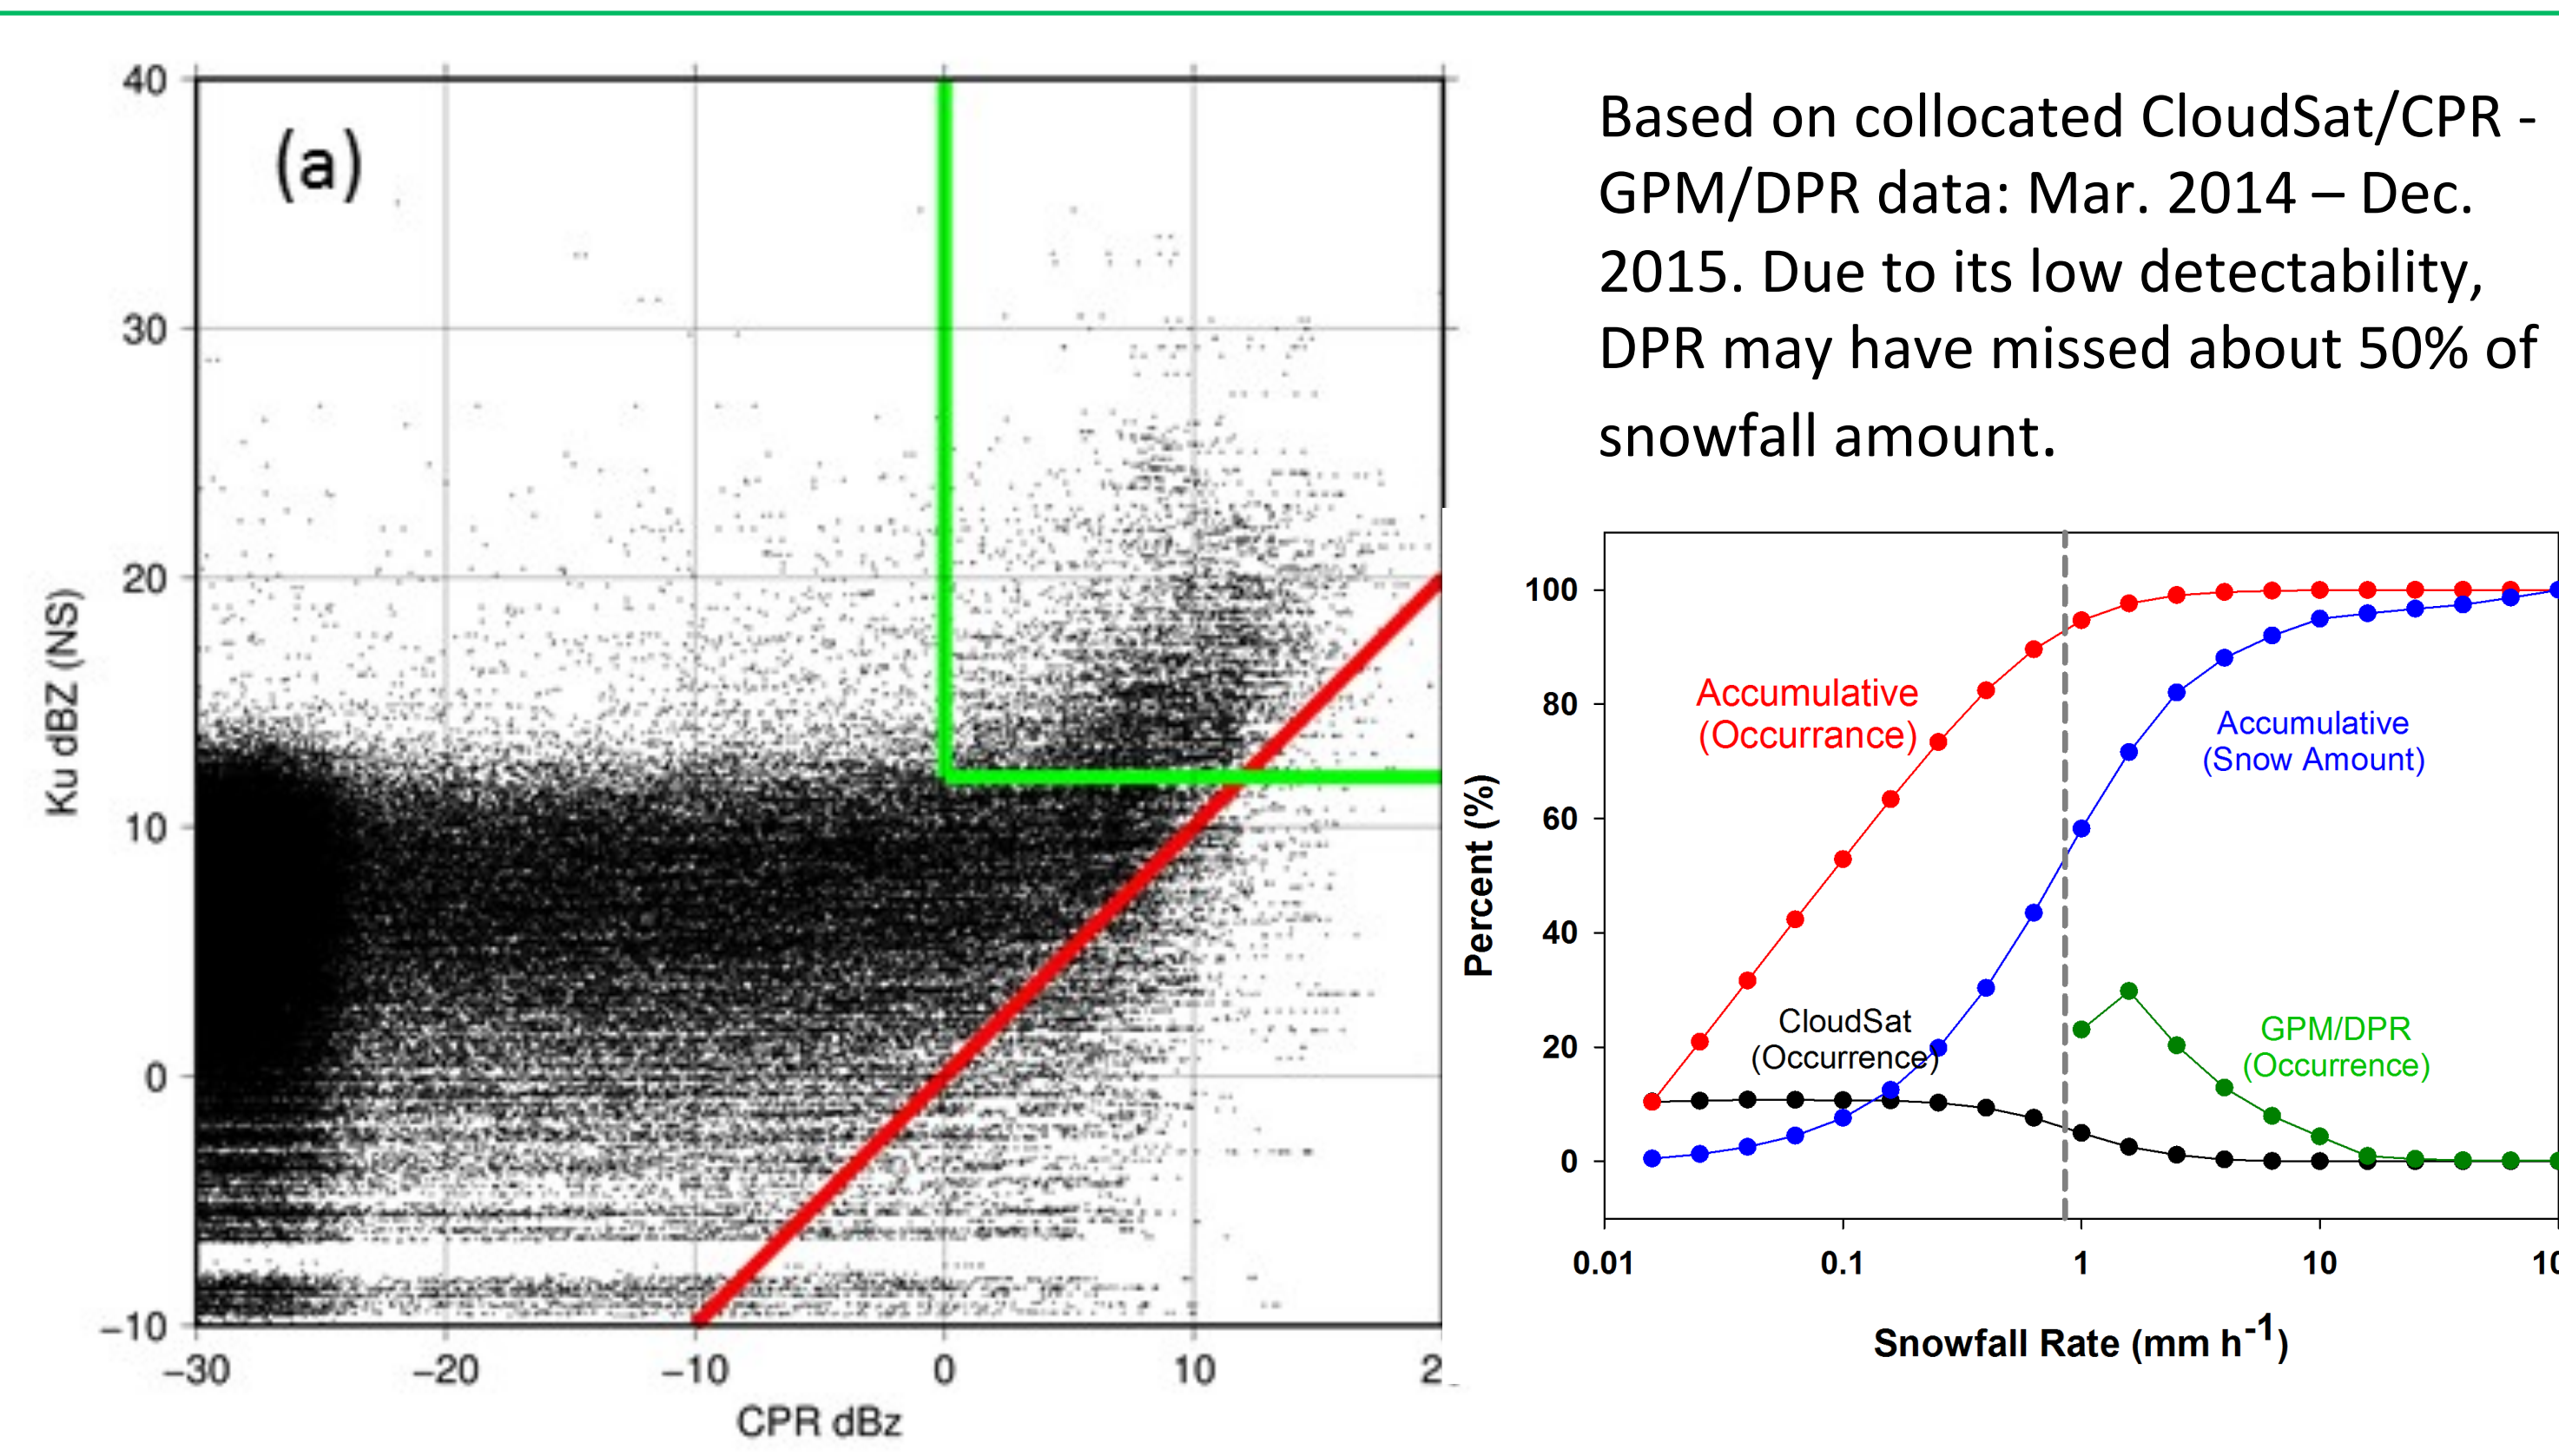 Based on collocated CloudSat/CPR -
GPM/DPR data: Mar. 2014 – Dec.
2015. Due to its low detectability,
DPR may have missed about 50% of
snowfall amount.
(a)
40
30
20
10
0
−10
Ku dBZ (NS)
−30
−20
−10
0
10
2
CPR dBz
100
80
60
40
20
0
Percent (%)
Accumulative
(Occurrance)
Accumulative
(Snow Amount)
CloudSat
(Occurrence)
GPM/DPR
(Occurrence)
0.01
0.1
1
10
10
Snowfall Rate (mm h-1)